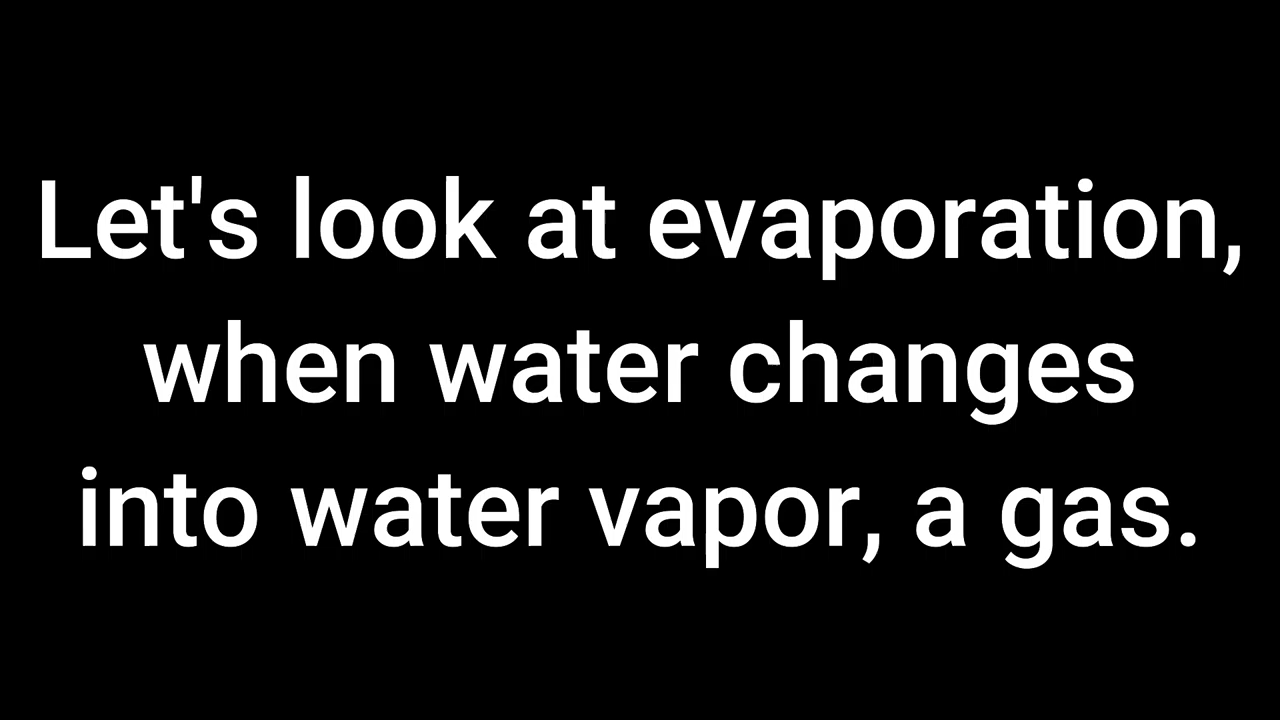 Let's look at evaporation,
when water changes
into water vapor, a gas.